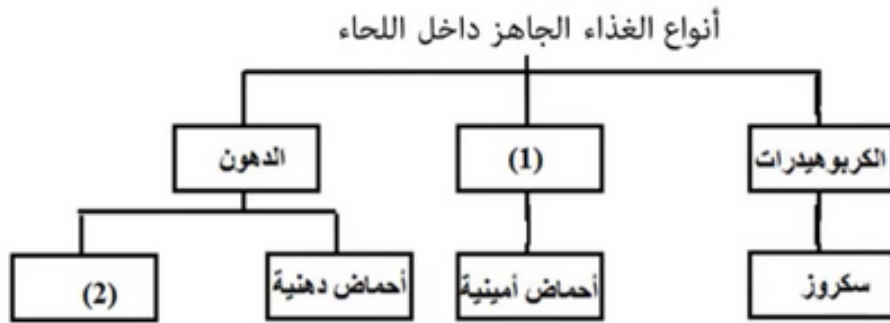 أنواع الغذاء الجاهز داخل اللحاء
الكربوهيدرات
(1)
الدهون
سكروز
أحماض أمينية
أحماض دهنية
(2)